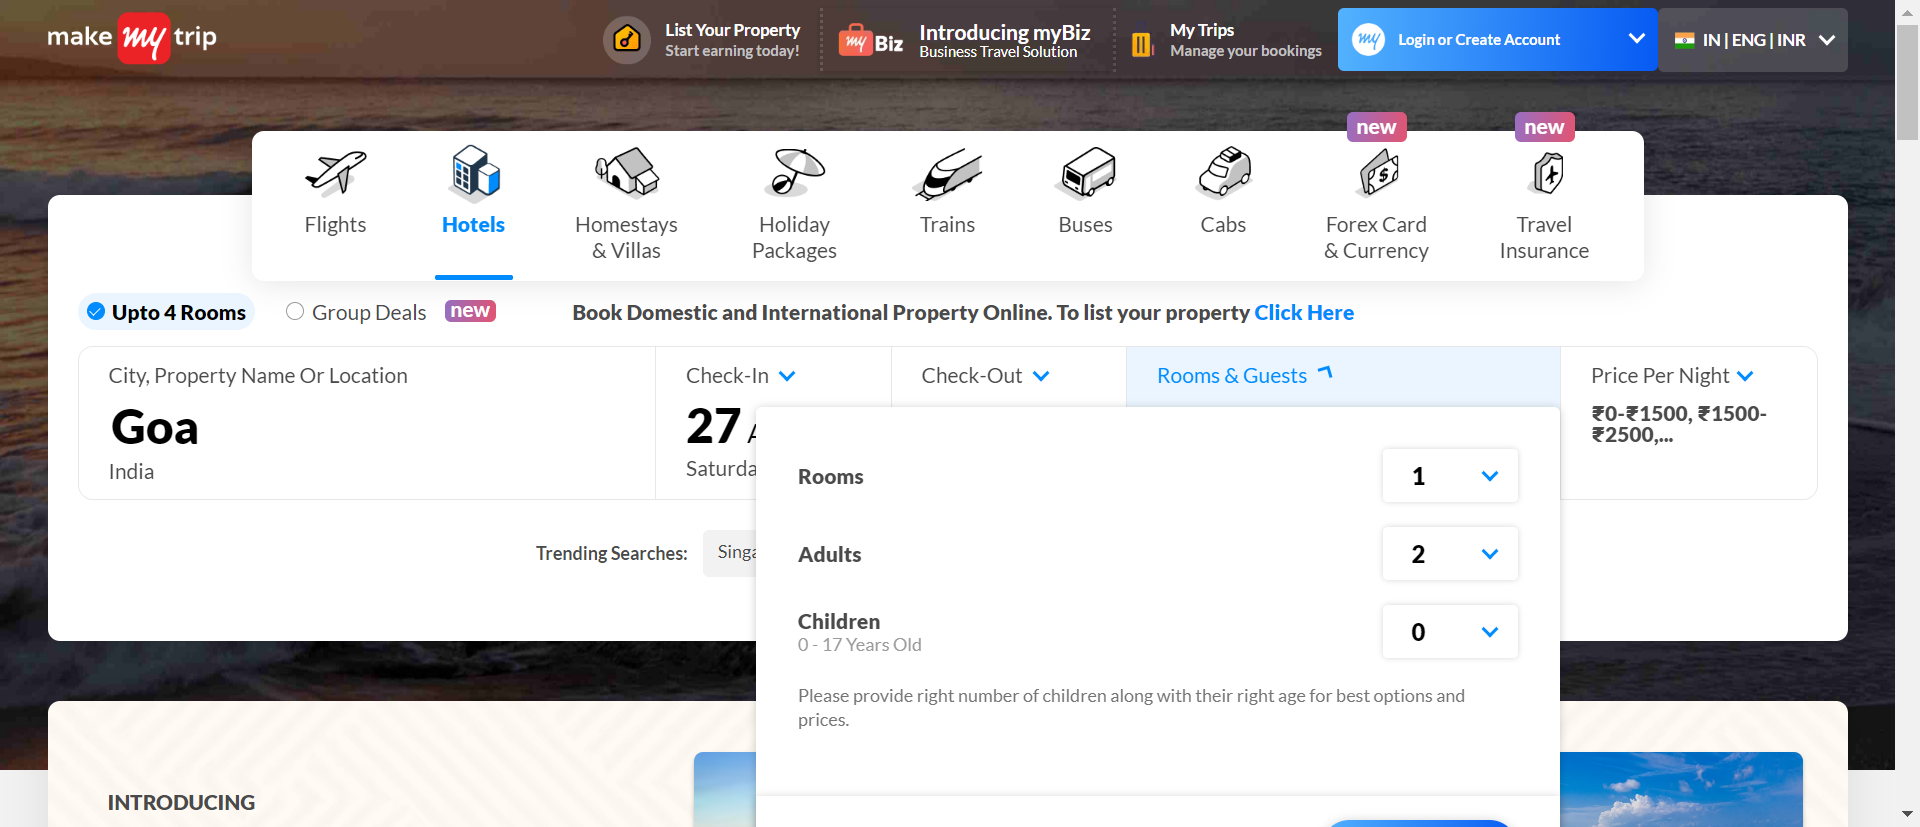 make my trip
List Your Property
Start earning today!
my Biz
Introducing myBiz
Business Travel Solution
My Trips
Manage your bookings
my
Login or Create Account
IN | ENG | INR
new
new
Flights
Hotels
Homestays
& Villas
Holiday
Packages
Trains
Buses
Cabs
Forex Card
& Currency
Travel
Insurance
Upto 4 Rooms
Group Deals
new
Book Domestic and International Property Online. To list your property Click Here
City, Property Name Or Location
Goa
India
Check-In
27
Saturda
Check-Out
Rooms & Guests
Price Per Night
₹0-₹1500, ₹1500-
₹2500,...
Rooms
1
Adults
2
Children
0 - 17 Years Old
0
Please provide right number of children along with their right age for best options and
prices.
Trending Searches:
Singa
INTRODUCING